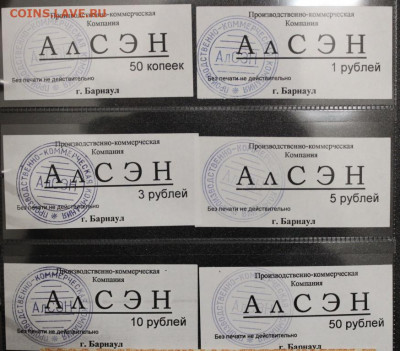 COINS.LAVE.RU
Производственно-коммерческая
Компания
АлСЭН
50 копеек
Без печати не действительно
г. Барнаул
Производственно-коммерческая
Компания
АлСЭН
1 рублей
Без печати не действительно
г. Барнаул
Производственно-коммерческая
Компания
АлСЭН
3 рублей
Без печати не действительно
г. Барнаул
Производственно-коммерческая
Компания
АлСЭН
5 рублей
Без печати не действительно
г. Барнаул
Производственно-коммерческая
Компания
АлСЭН
10 рублей
Без печати не действительно
г. Барнаул
Производственно-коммерческая
Компания
АлСЭН
50 рублей
Без печати не действительно
г. Барнаул